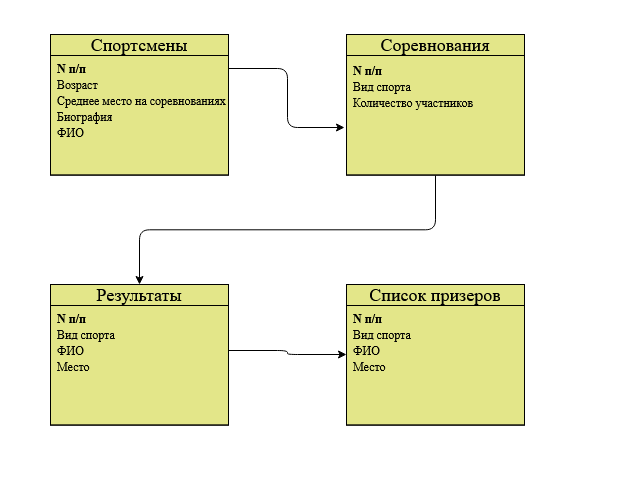 Спортсмены
N п/п
Возраст
Среднее место на соревнованиях
Биография
ФИО
Соревнования
N п/п
Вид спорта
Количество участников
Результаты
N п/п
Вид спорта
ФИО
Место
Список призеров
N п/п
Вид спорта
ФИО
Место